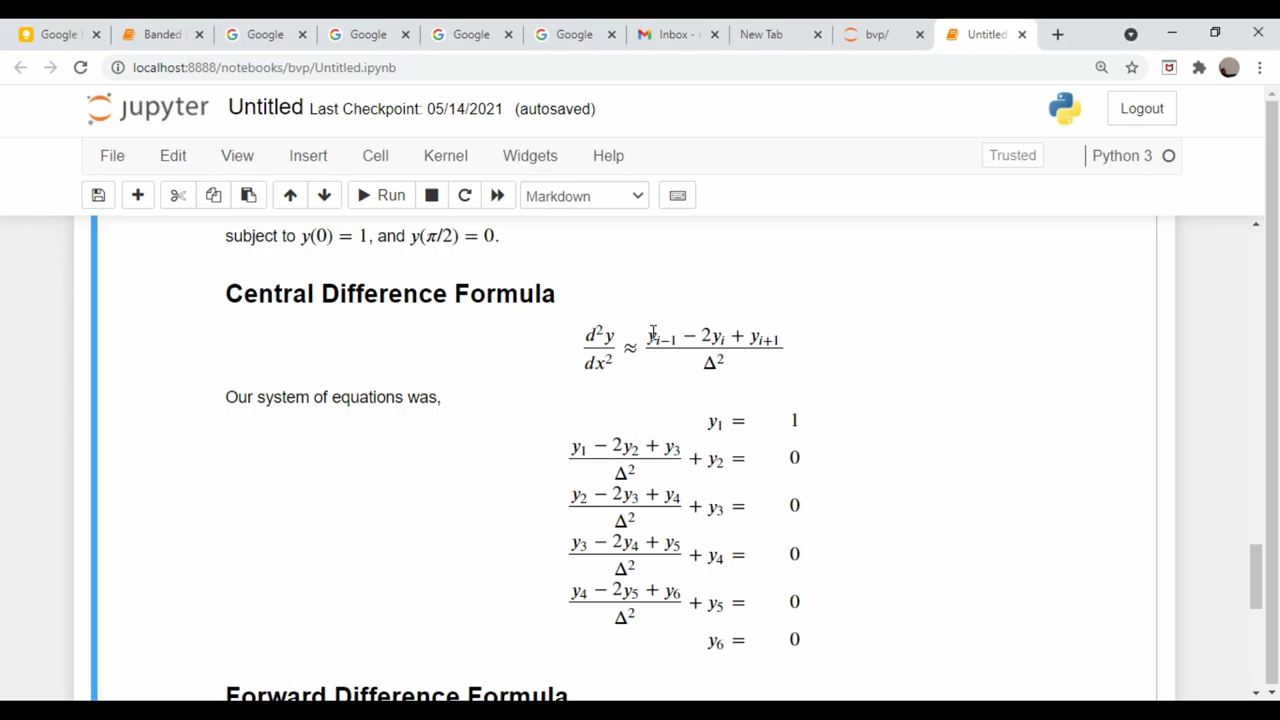 Google Banded Google Google Google Google Inbox - New Tab bvp/ Untitled
localhost:8888/notebooks/bvp/Untitled.ipynb
jupyter Untitled Last Checkpoint: 05/14/2021 (autosaved) Logout
File Edit View Insert Cell Kernel Widgets Help Trusted Python 3
Run Markdown
subject to y(0) = 1, and y(π/2) = 0.
Central Difference Formula
d²y/dx² ≈ (yᵢ₋₁ − 2yᵢ + yᵢ₊₁)/Δ²
Our system of equations was,
y₁ = 1
(y₁ − 2y₂ + y₃)/Δ² + y₂ = 0
(y₂ − 2y₃ + y₄)/Δ² + y₃ = 0
(y₃ − 2y₄ + y₅)/Δ² + y₄ = 0
(y₄ − 2y₅ + y₆)/Δ² + y₅ = 0
y₆ = 0
Forward Difference Formula